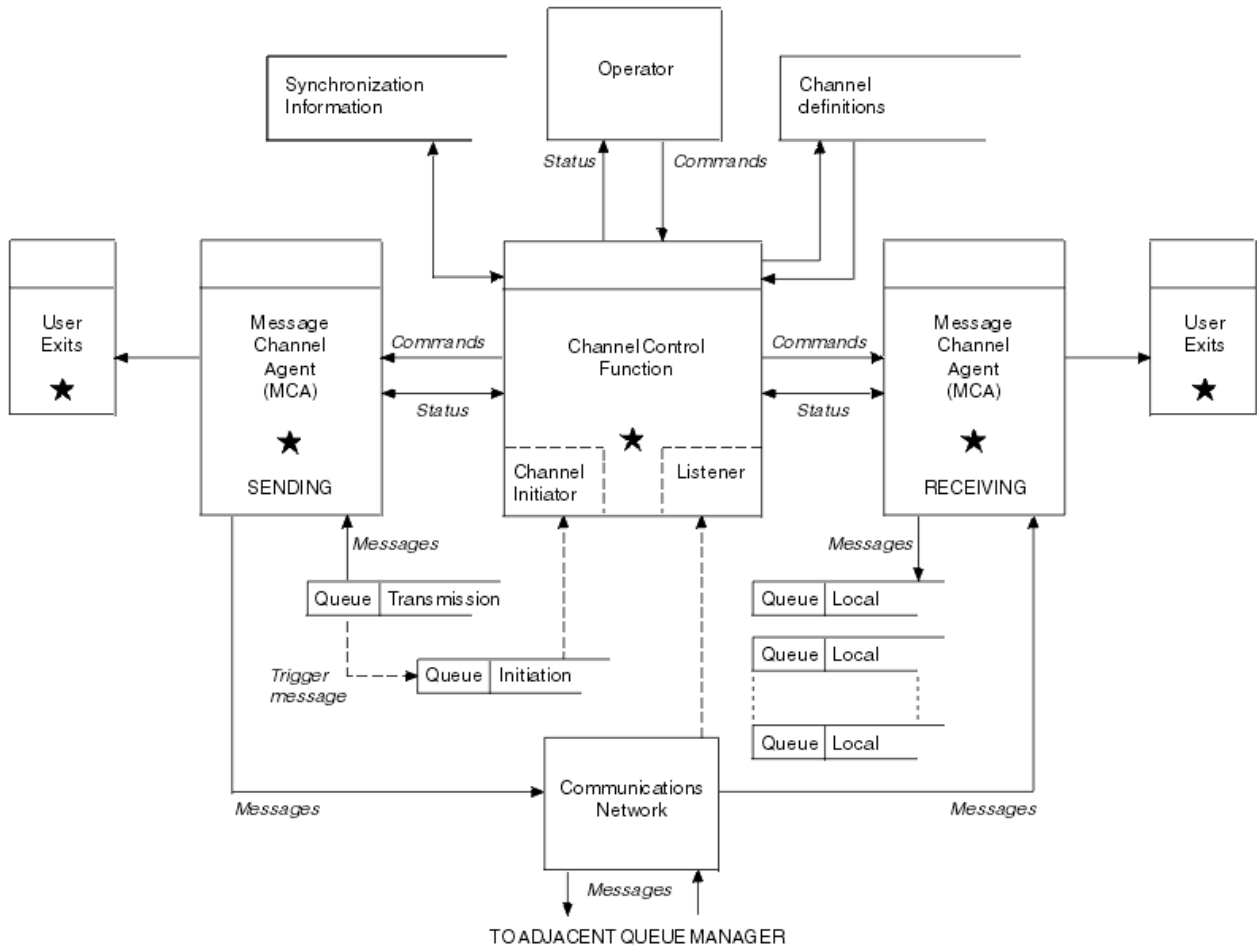 Operator
Synchronization
Information
Channel
definitions
Status
Commands
User
Exits
Message
Channel
Agent
(MCA)
SENDING
Commands
Status
Channel Control
Function
Channel
Initiator
Listener
Commands
Status
Message
Channel
Agent
(MCA)
RECEIVING
User
Exits
Messages
Messages
Queue Transmission
Queue Local
Queue Local
Trigger
message
Queue Initiation
Queue Local
Communications
Network
Messages
Messages
Messages
TO ADJACENT QUEUE MANAGER